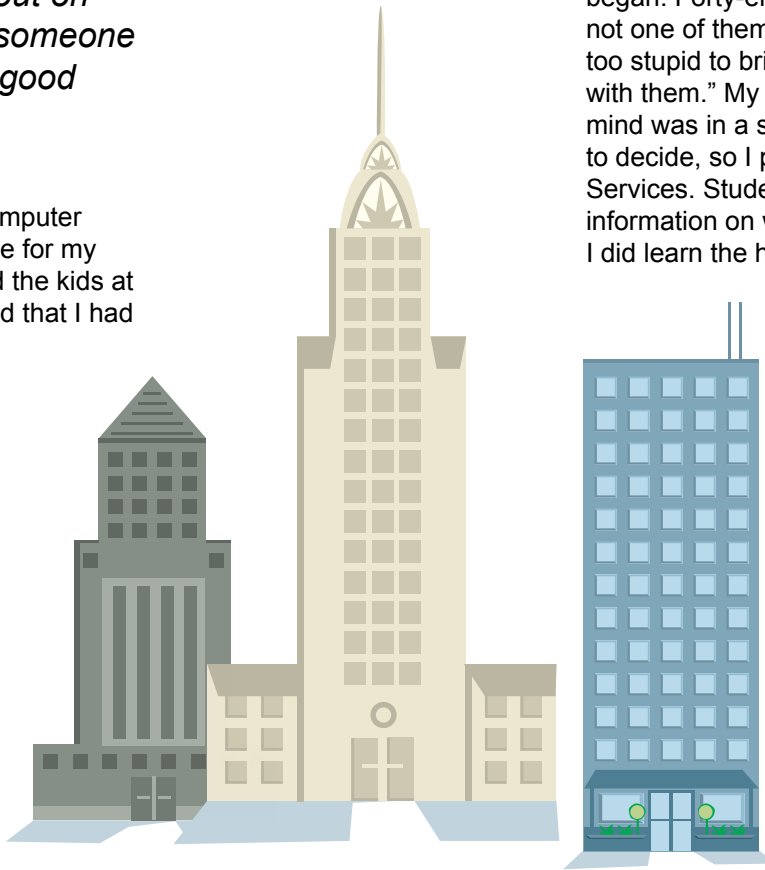 out on
someone
good
mputer
e for my
d the kids at
d that I had
began. Forty-e
not one of them
too stupid to bri
with them.” My
mind was in a s
to decide, so I p
Services. Stude
information on
I did learn the h